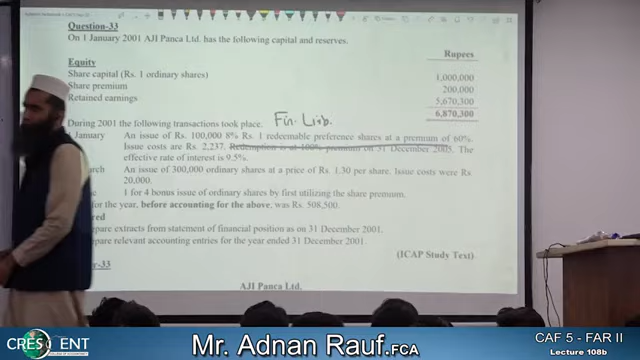 Question-33
On 1 January 2001 AJI Panca Ltd. has the following capital and reserves.
Rupees
Equity
Share capital (Rs. 1 ordinary shares) 1,000,000
Share premium 200,000
Retained earnings 5,670,300
6,870,300
During 2001 the following transactions took place. Fin. Liab.
January An issue of Rs. 100,000 8% Rs. 1 redeemable preference shares at a premium of 60%.
Issue costs are Rs. 2,237. Redemption is at 100% premium on 31 December 2005. The
effective rate of interest is 9.5%.
An issue of 300,000 ordinary shares at a price of Rs. 1.30 per share. Issue costs were Rs
20,000.
1 for 4 bonus issue of ordinary shares by first utilizing the share premium.
for the year, before accounting for the above, was Rs. 508,500.
extracts from statement of financial position as on 31 December 2001.
relevant accounting entries for the year ended 31 December 2001.
(ICAP Study Text)
-33
AJI Panca Ltd.
CRESCENT
COLLEGE OF ACCOUNTANCY
Mr. Adnan Rauf.FCA
CAF 5 - FAR II
Lecture 108b